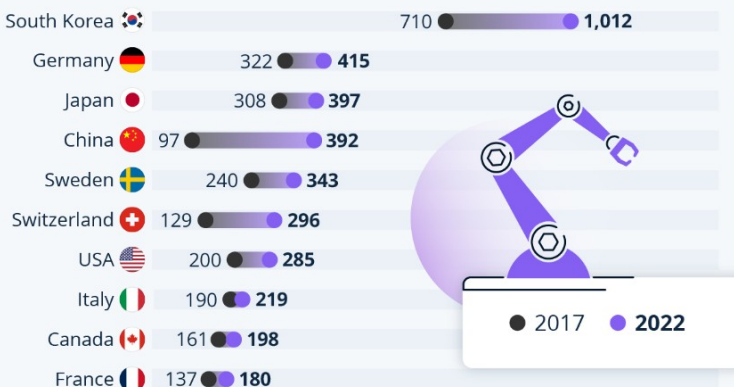 South Korea 710 1,012
Germany 322 415
Japan 308 397
China 97 392
Sweden 240 343
Switzerland 129 296
USA 200 285
Italy 190 219
Canada 161 198
France 137 180
2017 2022